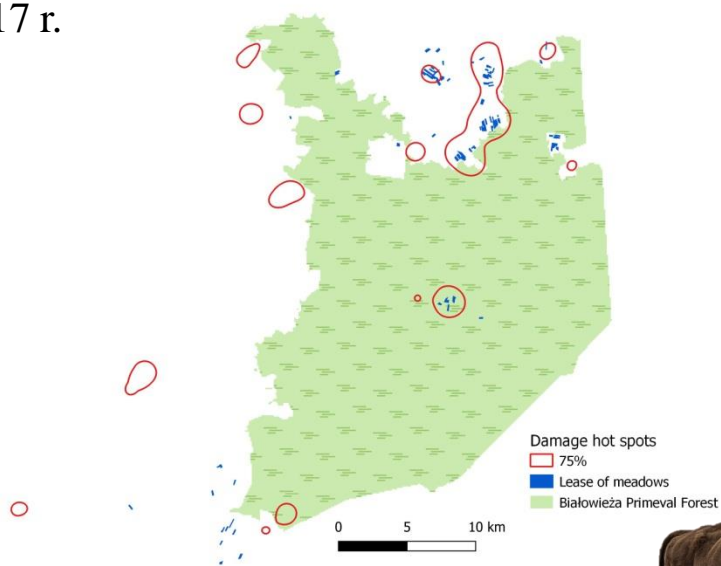 17 r.
Damage hot spots
75%
Lease of meadows
Białowieża Primeval Forest
0 5 10 km